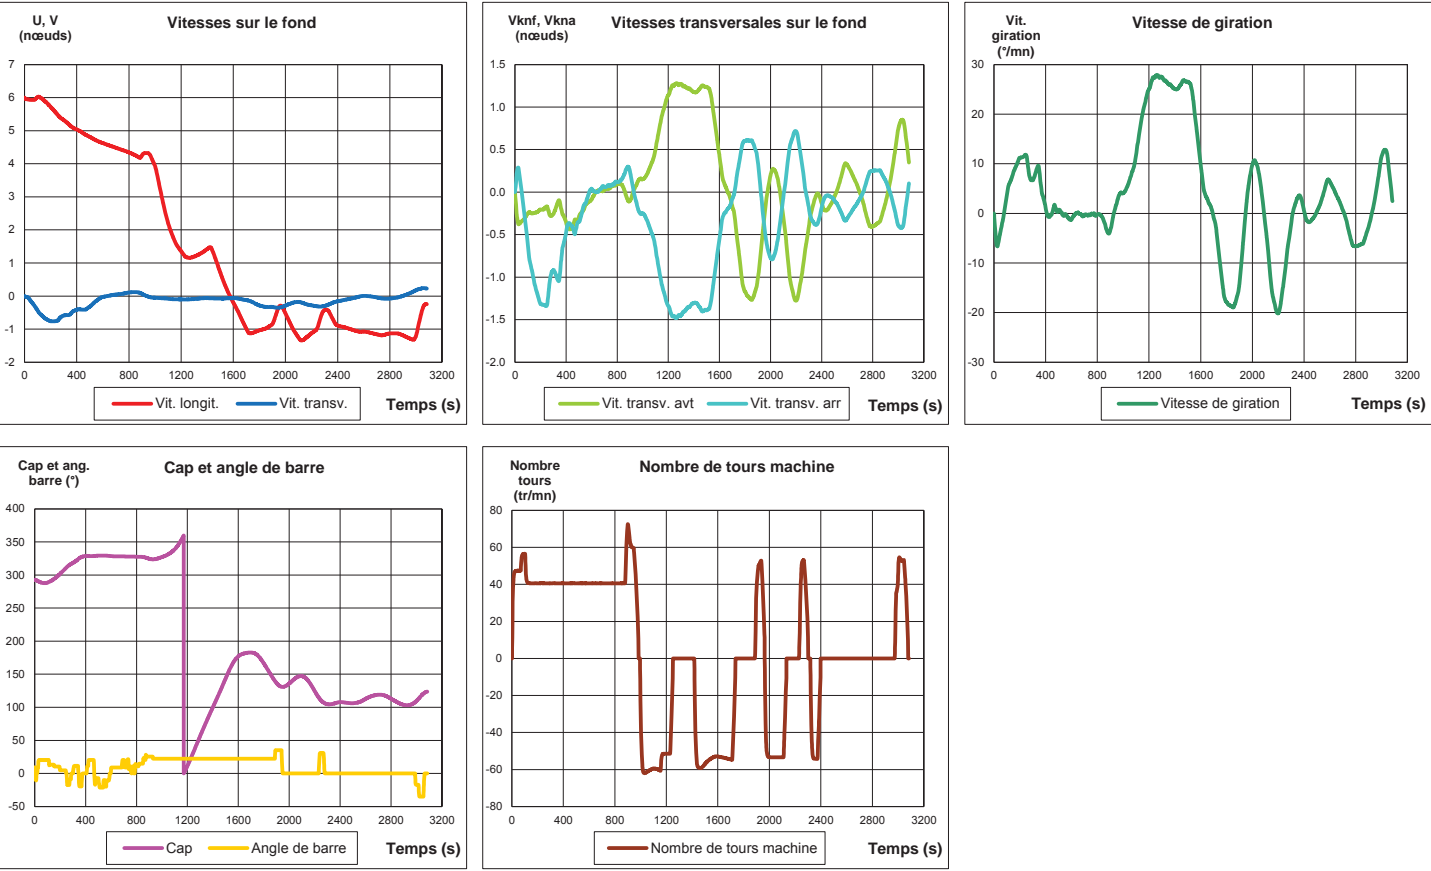 U, V
(nœuds)
Vitesses sur le fond
7
6
5
4
3
2
1
0
-1
-2
0 400 800 1200 1600 2000 2400 2800 3200
Vit. longit. Vit. transv. Temps (s)
Vknf, Vkna
(nœuds)
Vitesses transversales sur le fond
1.5
1.0
0.5
0.0
-0.5
-1.0
-1.5
-2.0
0 400 800 1200 1600 2000 2400 2800 3200
Vit. transv. avt Vit. transv. arr Temps (s)
Vit.
giration
(°/mn)
Vitesse de giration
30
20
10
0
-10
-20
-30
0 400 800 1200 1600 2000 2400 2800 3200
Vitesse de giration Temps (s)
Cap et ang.
barre (°)
Cap et angle de barre
400
350
300
250
200
150
100
50
0
-50
0 400 800 1200 1600 2000 2400 2800 3200
Cap Angle de barre Temps (s)
Nombre
tours
(tr/mn)
Nombre de tours machine
80
60
40
20
0
-20
-40
-60
-80
0 400 800 1200 1600 2000 2400 2800 3200
Nombre de tours machine Temps (s)